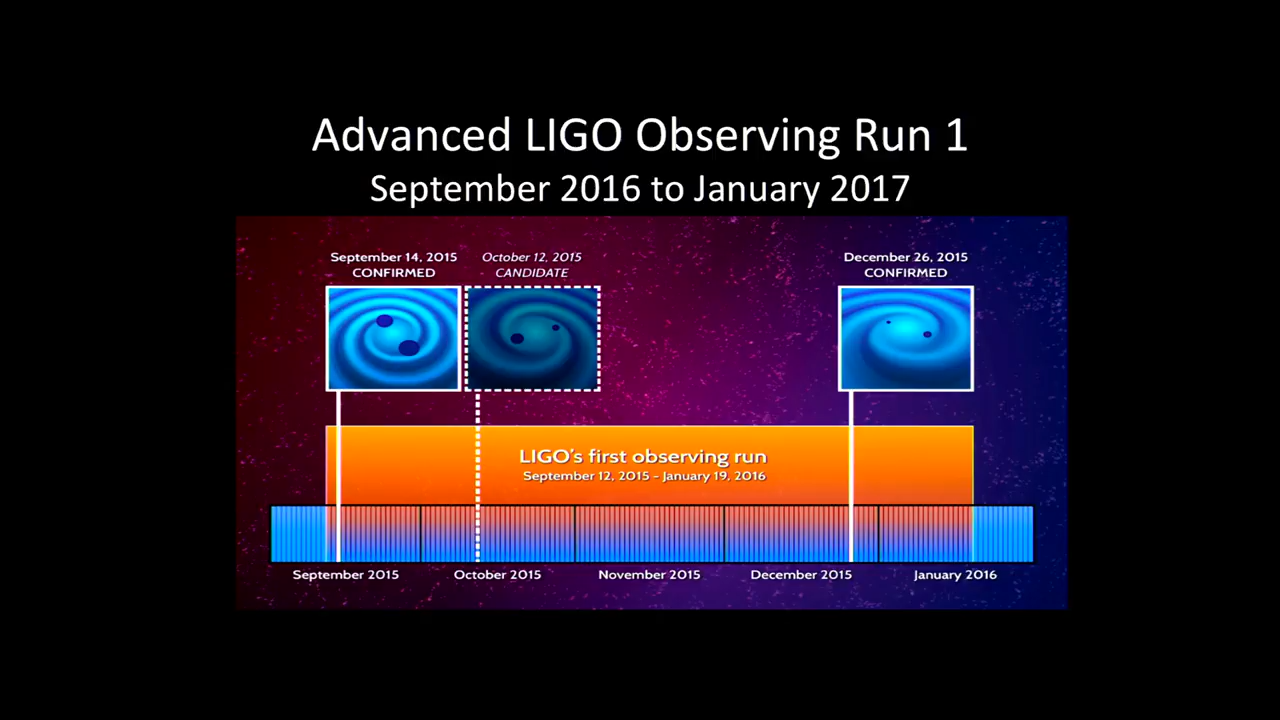 Advanced LIGO Observing Run 1
September 2016 to January 2017
September 14, 2015
CONFIRMED
October 12, 2015
CANDIDATE
December 26, 2015
CONFIRMED
LIGO's first observing run
September 12, 2015 - January 19, 2016
September 2015
October 2015
November 2015
December 2015
January 2016